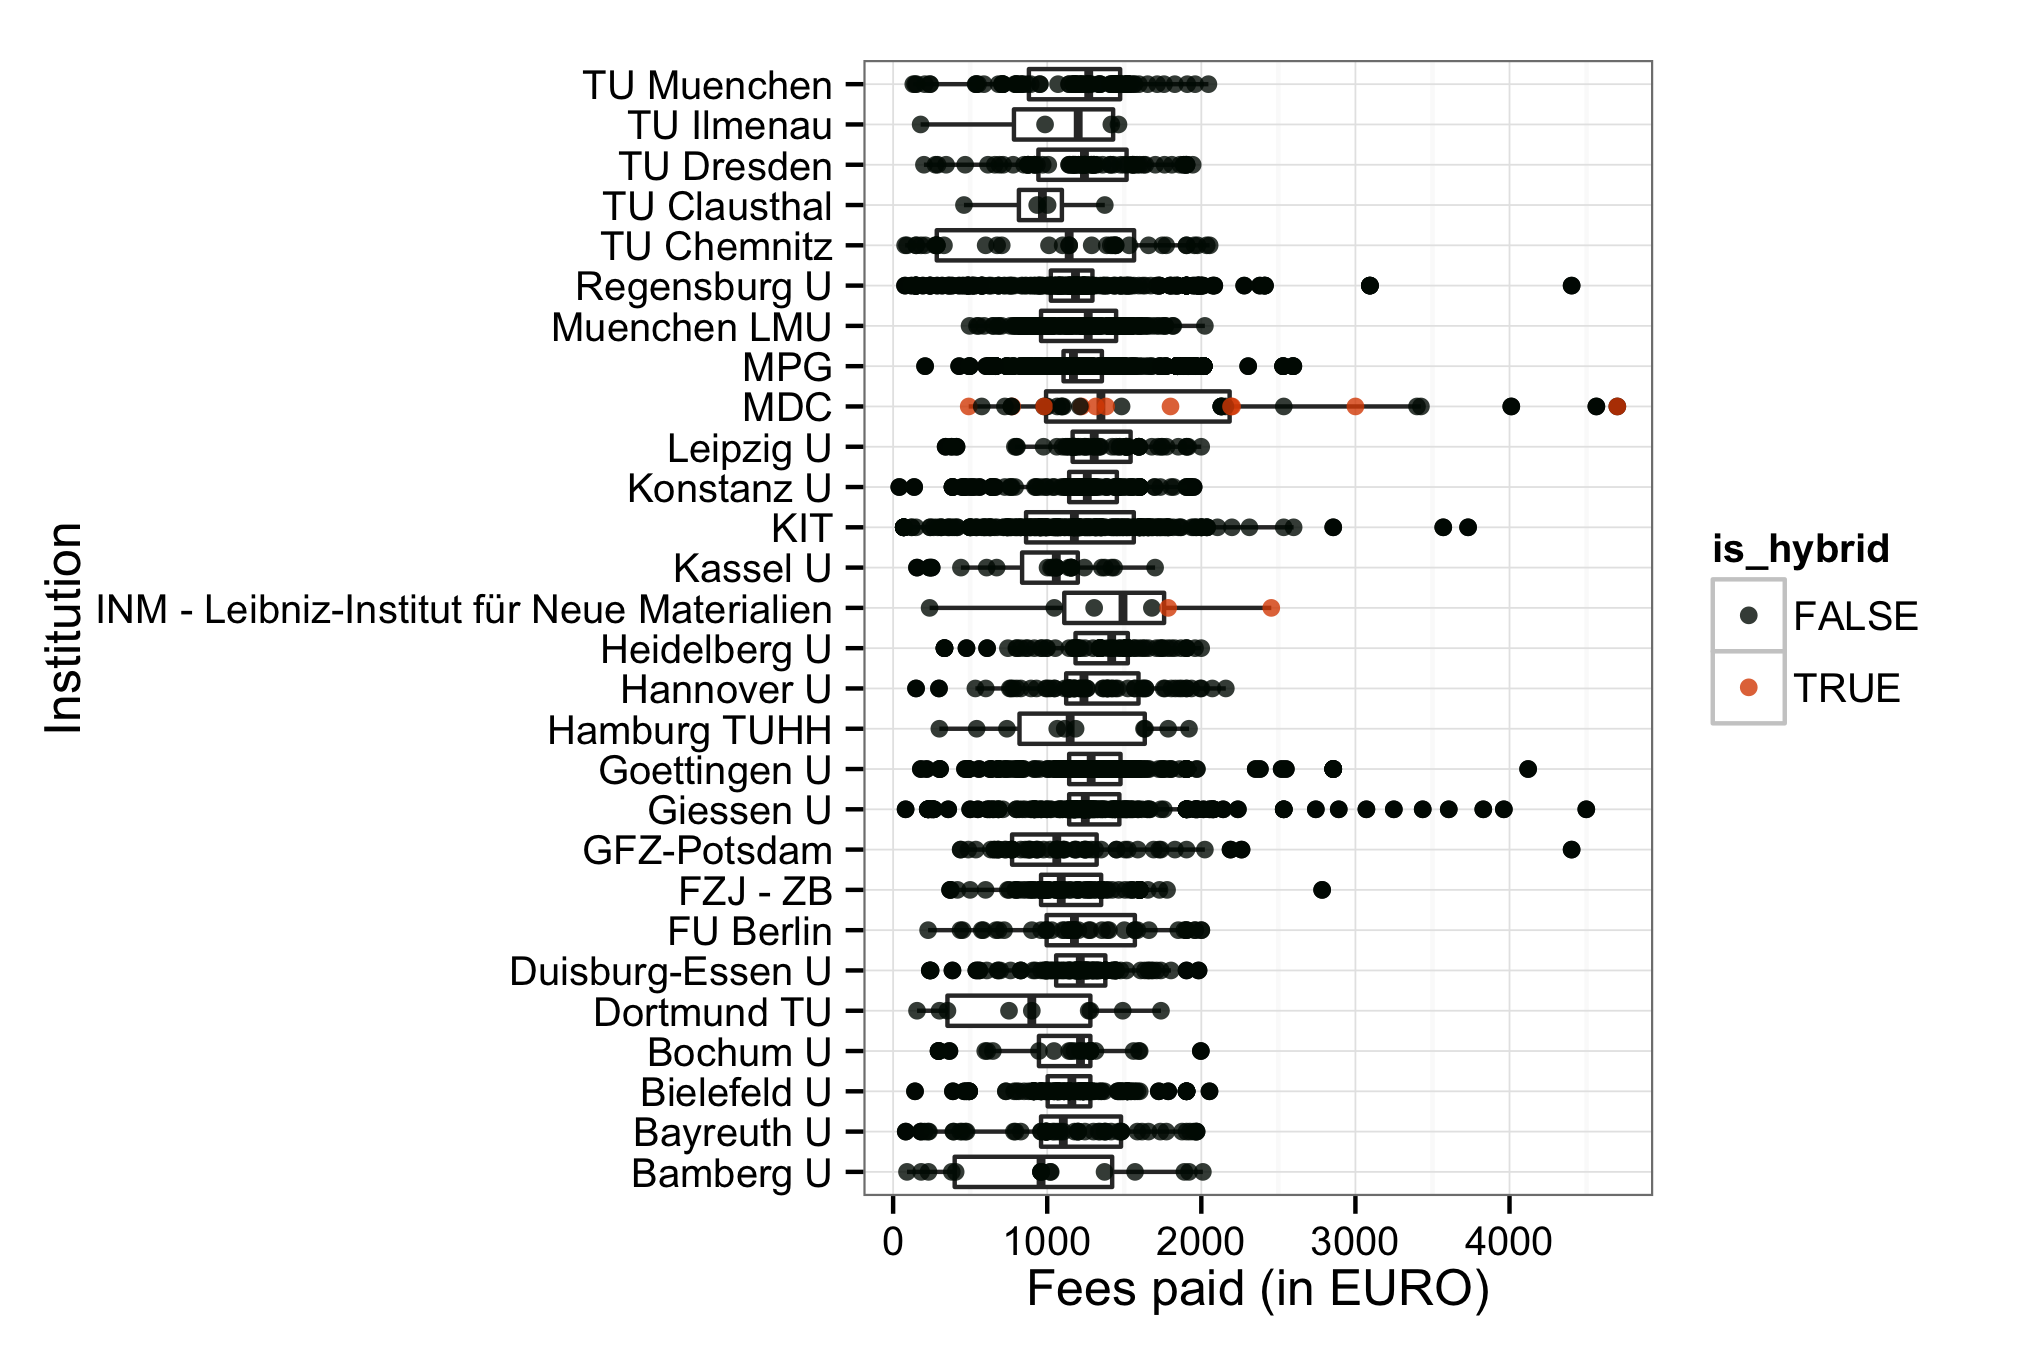 TU Muenchen
TU Ilmenau
TU Dresden
TU Clausthal
TU Chemnitz
Regensburg U
Muenchen LMU
MPG
MDC
Leipzig U
Konstanz U
KIT
Kassel U
INM - Leibniz-Institut für Neue Materialien
Heidelberg U
Hannover U
Hamburg TUHH
Goettingen U
Giessen U
GFZ-Potsdam
FZJ - ZB
FU Berlin
Duisburg-Essen U
Dortmund TU
Bochum U
Bielefeld U
Bayreuth U
Bamberg U
Institution
0 1000 2000 3000 4000
Fees paid (in EURO)
is_hybrid
FALSE
TRUE